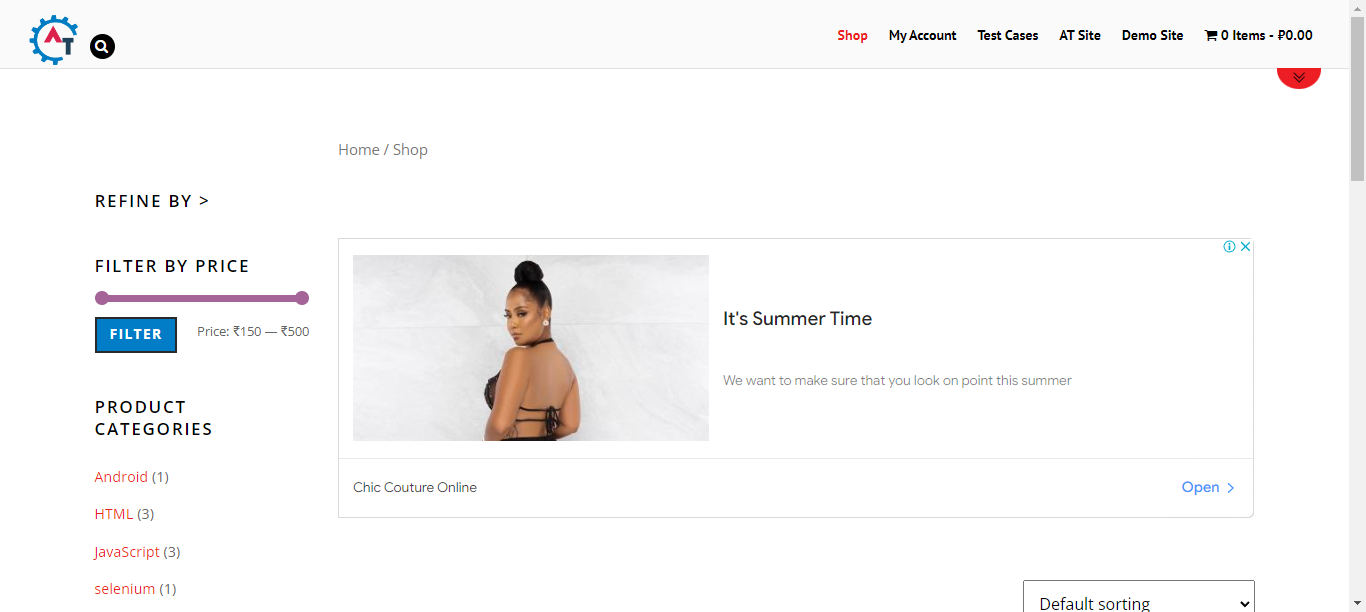 AT
Shop My Account Test Cases AT Site Demo Site 0 Items - ₽0.00
Home / Shop
REFINE BY >
FILTER BY PRICE
FILTER Price: ₹150 — ₹500
PRODUCT
CATEGORIES
Android (1)
HTML (3)
JavaScript (3)
selenium (1)
It's Summer Time
We want to make sure that you look on point this summer
Chic Couture Online
Open >
Default sorting